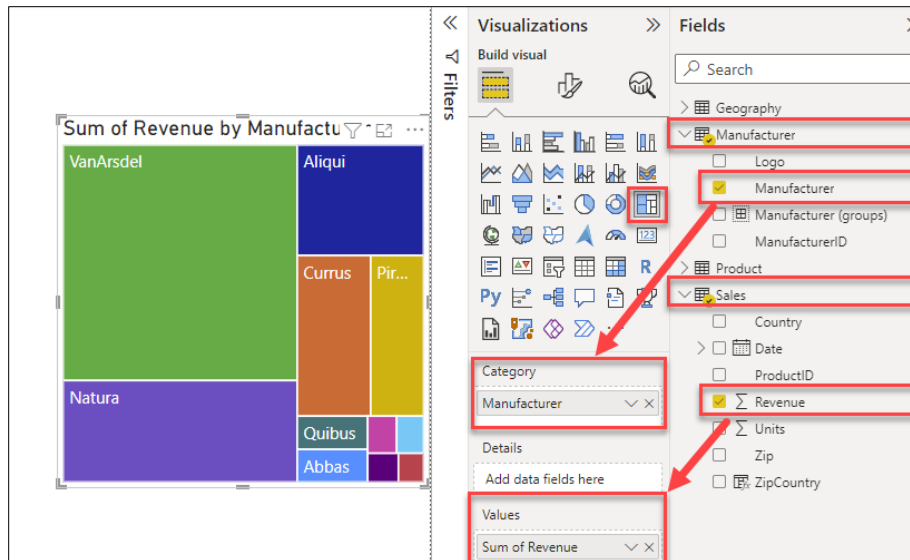 Sum of Revenue by Manufactu
VanArsdel
Aliqui
Currus
Pir...
Natura
Quibus
Abbas
Filters
Visualizations
Build visual
123
R
Py
Category
Manufacturer
Details
Add data fields here
Values
Sum of Revenue
Fields
Search
Geography
Manufacturer
Logo
Manufacturer
Manufacturer (groups)
ManufacturerID
Product
Sales
Country
Date
ProductID
Revenue
Units
Zip
ZipCountry